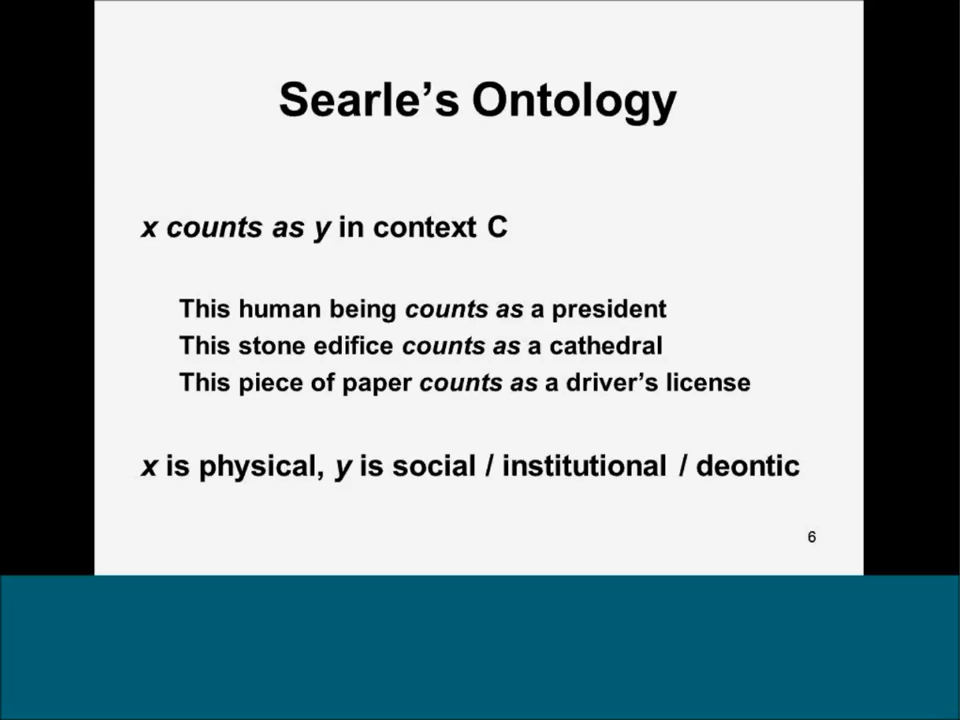 Searle’s Ontology
x counts as y in context C
This human being counts as a president
This stone edifice counts as a cathedral
This piece of paper counts as a driver’s license
x is physical, y is social / institutional / deontic
6